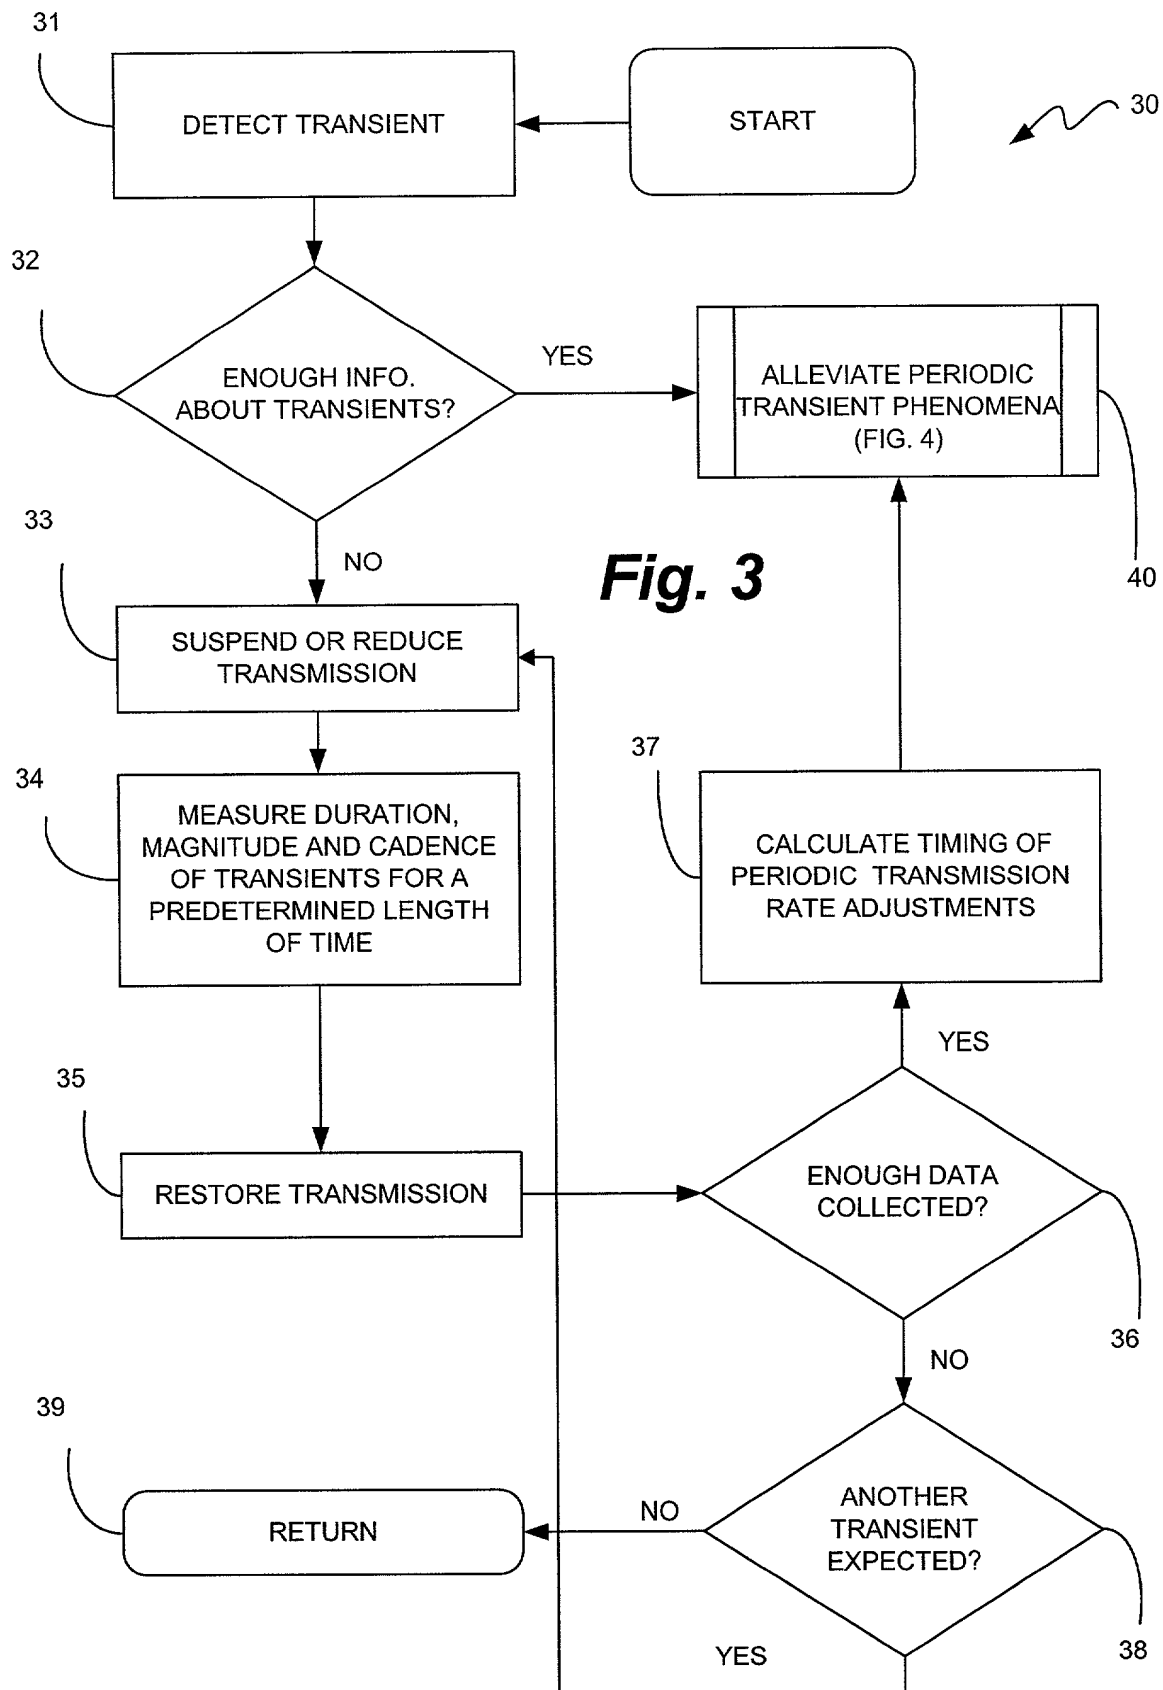 31
DETECT TRANSIENT
START
30
32
ENOUGH INFO.
ABOUT TRANSIENTS?
YES
ALLEVIATE PERIODIC
TRANSIENT PHENOMENA
(FIG. 4)
40
33
NO
Fig. 3
SUSPEND OR REDUCE
TRANSMISSION
34
MEASURE DURATION,
MAGNITUDE AND CADENCE
OF TRANSIENTS FOR A
PREDETERMINED LENGTH
OF TIME
37
CALCULATE TIMING OF
PERIODIC TRANSMISSION
RATE ADJUSTMENTS
YES
35
RESTORE TRANSMISSION
ENOUGH DATA
COLLECTED?
36
NO
39
RETURN
NO
ANOTHER
TRANSIENT
EXPECTED?
38
YES